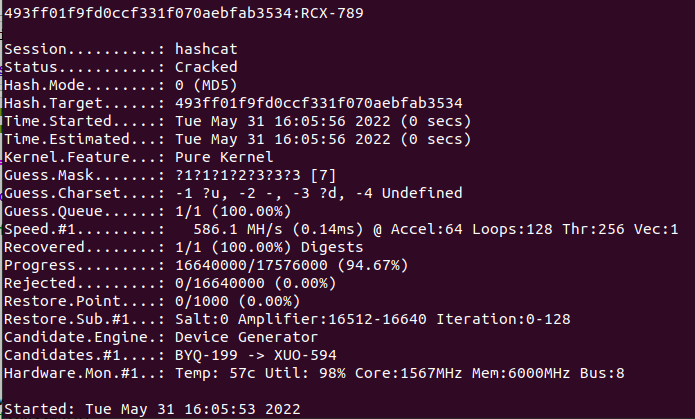 493ff01f9fd0ccf331f070aebfab3534:RCX-789
Session..........: hashcat
Status...........: Cracked
Hash.Mode........: 0 (MD5)
Hash.Target......: 493ff01f9fd0ccf331f070aebfab3534
Time.Started.....: Tue May 31 16:05:56 2022 (0 secs)
Time.Estimated...: Tue May 31 16:05:56 2022 (0 secs)
Kernel.Feature...: Pure Kernel
Guess.Mask.......: ?1?1?1?2?3?3?3 [7]
Guess.Charset....: -1 ?u, -2 -, -3 ?d, -4 Undefined
Guess.Queue......: 1/1 (100.00%)
Speed.#1.........:   586.1 MH/s (0.14ms) @ Accel:64 Loops:128 Thr:256 Vec:1
Recovered........: 1/1 (100.00%) Digests
Progress.........: 16640000/17576000 (94.67%)
Rejected.........: 0/16640000 (0.00%)
Restore.Point....: 0/1000 (0.00%)
Restore.Sub.#1...: Salt:0 Amplifier:16512-16640 Iteration:0-128
Candidate.Engine.: Device Generator
Candidates.#1....: BYQ-199 -> XUO-594
Hardware.Mon.#1..: Temp: 57c Util: 98% Core:1567MHz Mem:6000MHz Bus:8
Started: Tue May 31 16:05:53 2022